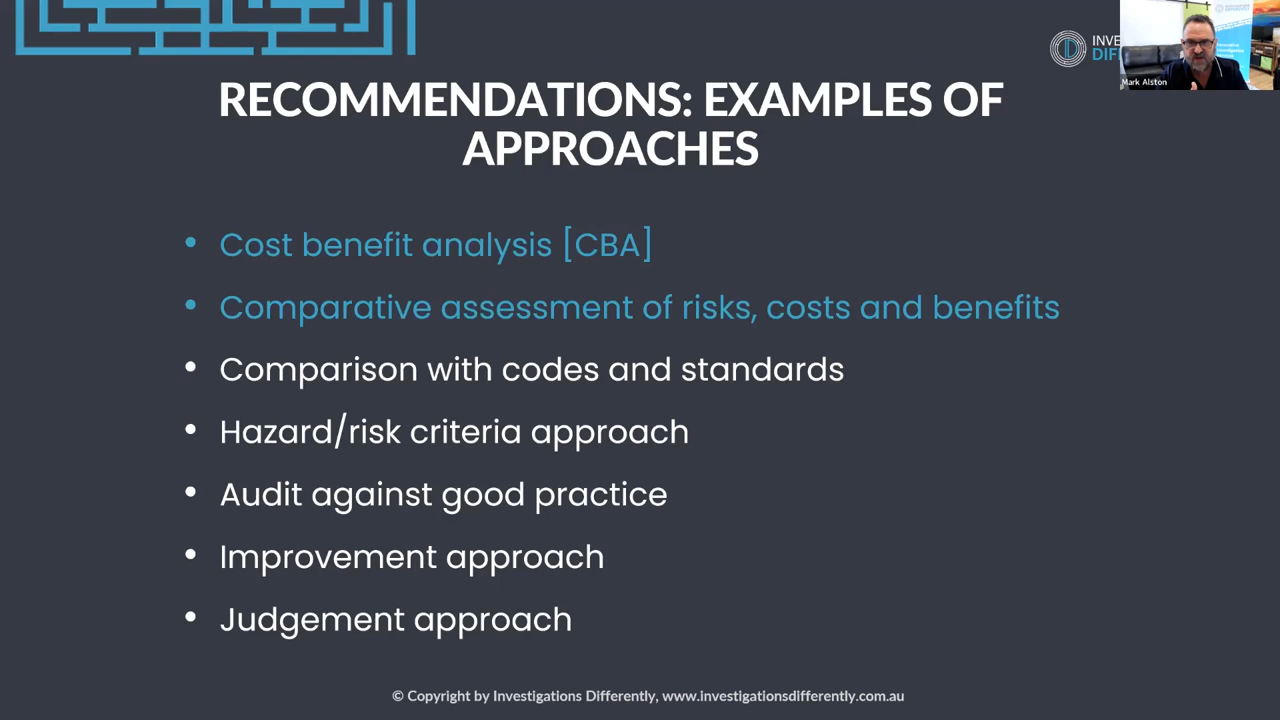 INVE
DIF
Mark Alston
RECOMMENDATIONS: EXAMPLES OF
APPROACHES
• Cost benefit analysis [CBA]
• Comparative assessment of risks, costs and benefits
• Comparison with codes and standards
• Hazard/risk criteria approach
• Audit against good practice
• Improvement approach
• Judgement approach
© Copyright by Investigations Differently, www.investigationsdifferently.com.au